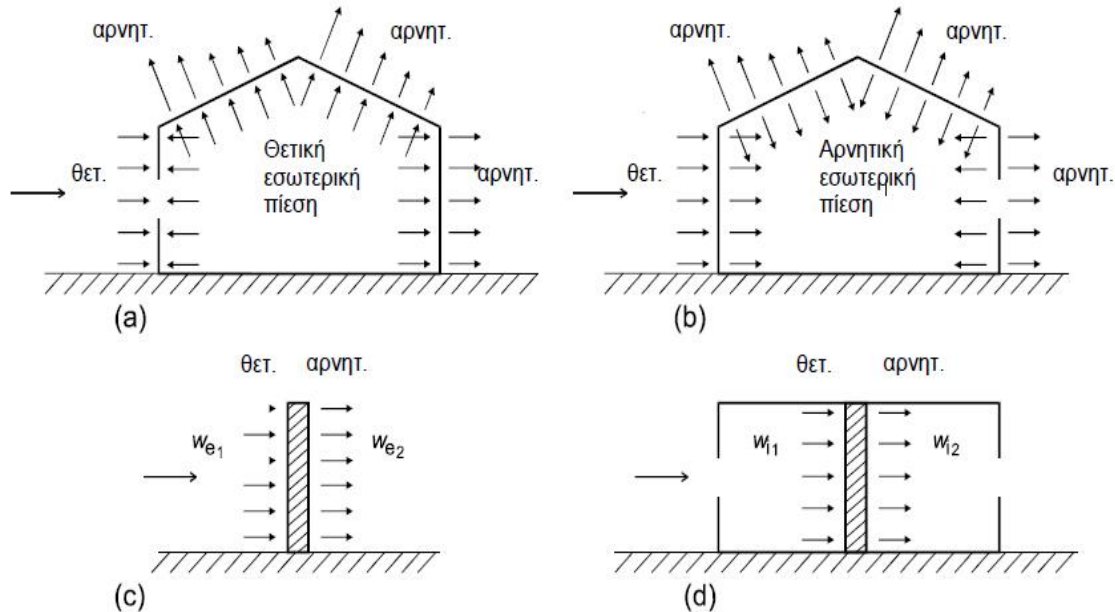 αρνητ.
αρνητ.
θετ.
Θετική
εσωτερική
πίεση
αρνητ.
(a)
αρνητ.
αρνητ.
θετ.
Αρνητική
εσωτερική
πίεση
αρνητ.
(b)
θετ. αρνητ.
we1
we2
(c)
θετ.
αρνητ.
wi1
wi2
(d)